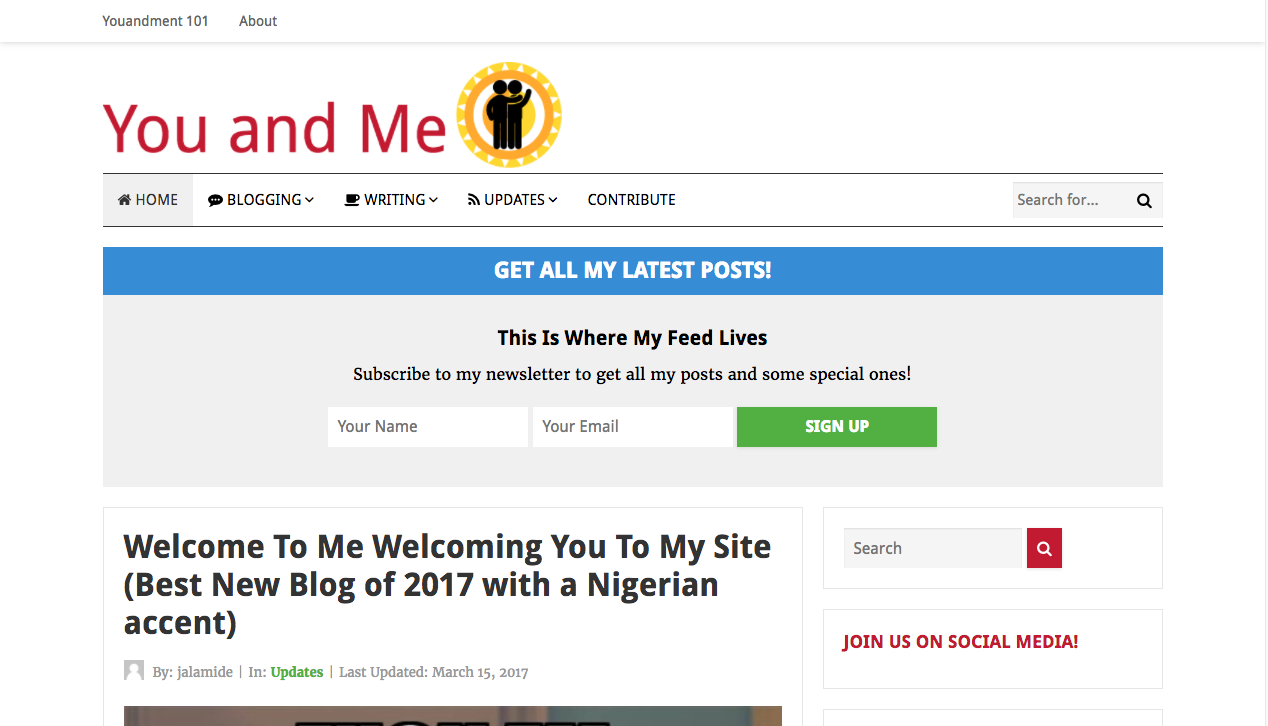 Youandment 101 About
You and Me
HOME BLOGGING WRITING UPDATES CONTRIBUTE Search for...
GET ALL MY LATEST POSTS!
This Is Where My Feed Lives
Subscribe to my newsletter to get all my posts and some special ones!
Your Name Your Email SIGN UP
Welcome To Me Welcoming You To My Site
(Best New Blog of 2017 with a Nigerian
accent)
By: jalamide | In: Updates | Last Updated: March 15, 2017
Search
JOIN US ON SOCIAL MEDIA!